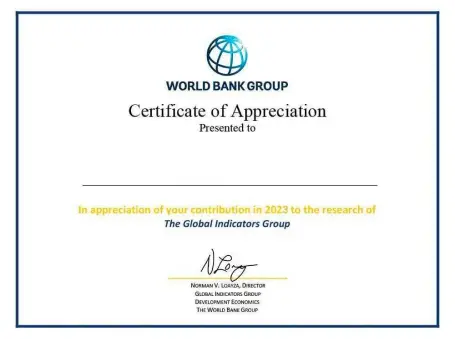 WORLD BANK GROUP
Certificate of Appreciation
Presented to
In appreciation of your contribution in 2023 to the research of
The Global Indicators Group
NORMAN V. LOAYZA, DIRECTOR
GLOBAL INDICATORS GROUP
DEVELOPMENT ECONOMICS
THE WORLD BANK GROUP